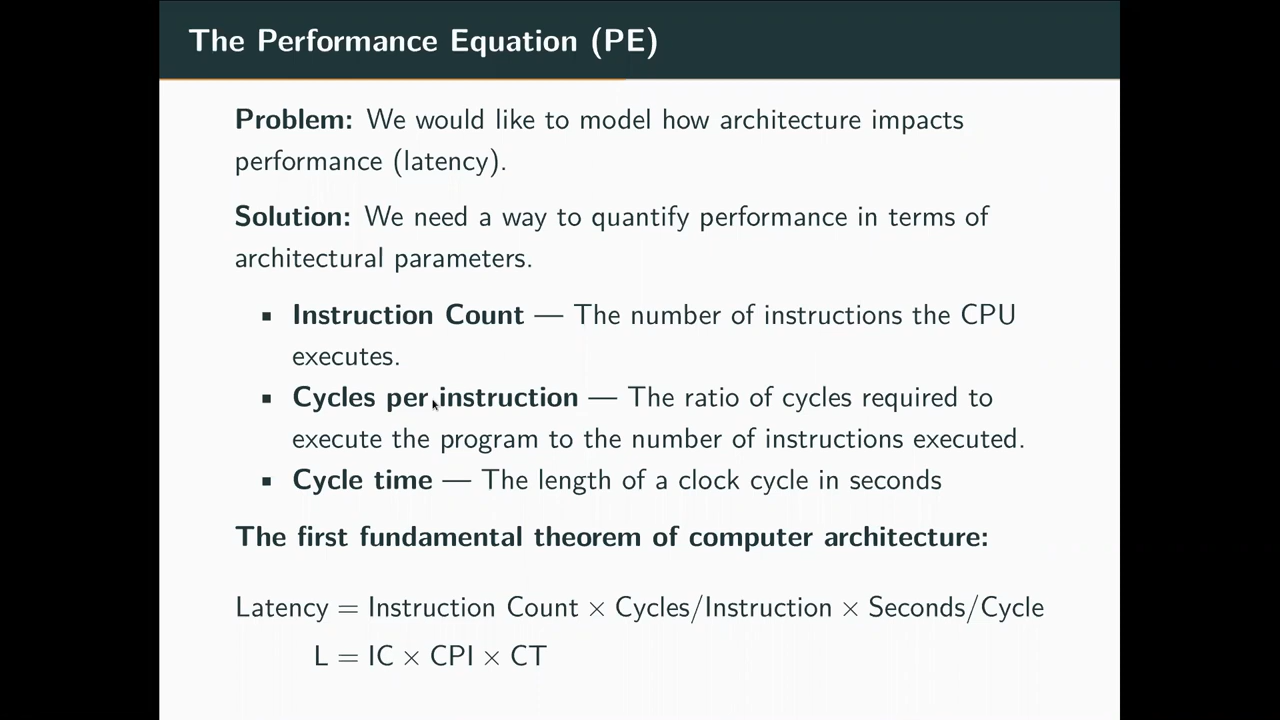 The Performance Equation (PE)
Problem: We would like to model how architecture impacts
performance (latency).
Solution: We need a way to quantify performance in terms of
architectural parameters.
▪ Instruction Count — The number of instructions the CPU
executes.
▪ Cycles per instruction — The ratio of cycles required to
execute the program to the number of instructions executed.
▪ Cycle time — The length of a clock cycle in seconds
The first fundamental theorem of computer architecture:
Latency = Instruction Count × Cycles/Instruction × Seconds/Cycle
L = IC × CPI × CT